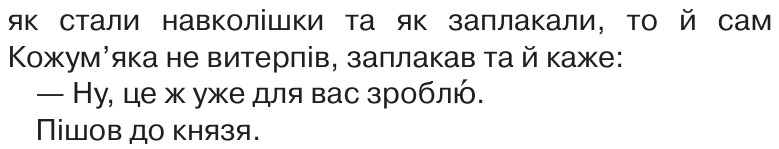 як стали навколішки та як заплакали, то й сам
Кожум’яка не витерпів, заплакав та й каже:
— Ну, це ж уже для вас зроблю́.
Пішов до князя.